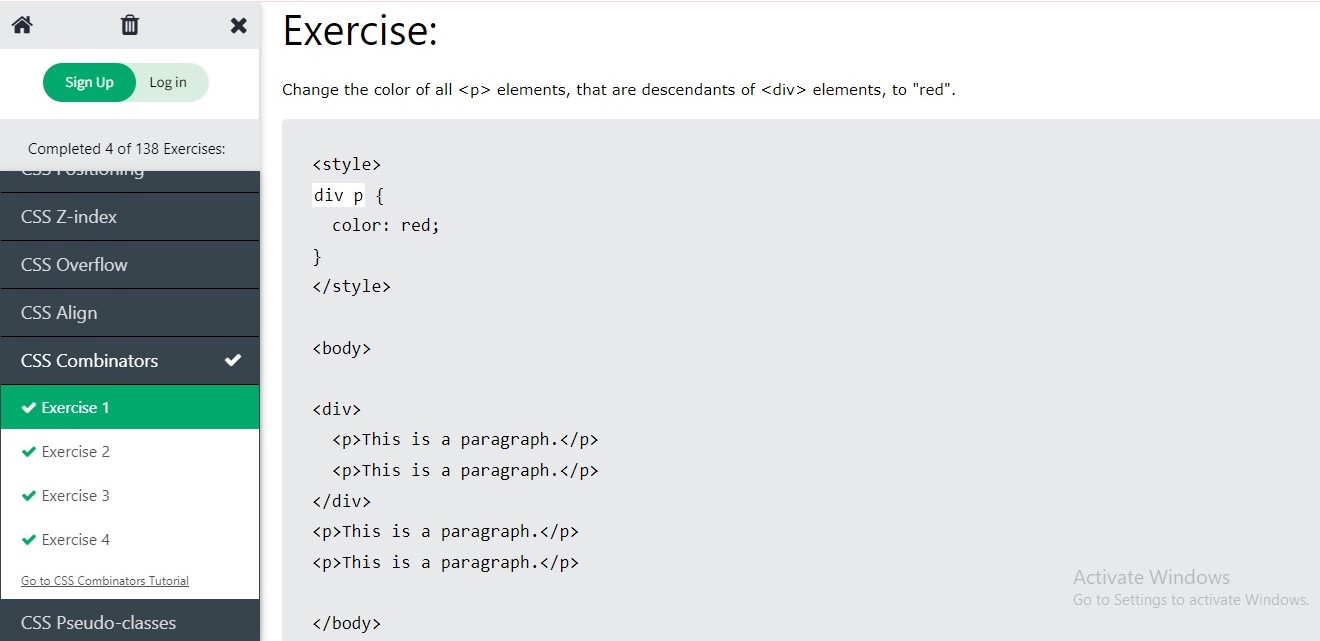 Sign Up Log in
Completed 4 of 138 Exercises:
CSS Positioning
CSS Z-index
CSS Overflow
CSS Align
CSS Combinators
Exercise 1
Exercise 2
Exercise 3
Exercise 4
Go to CSS Combinators Tutorial
CSS Pseudo-classes
Exercise:
Change the color of all <p> elements, that are descendants of <div> elements, to "red".
<style>
div p {
  color: red;
}
</style>
<body>
<div>
  <p>This is a paragraph.</p>
  <p>This is a paragraph.</p>
</div>
<p>This is a paragraph.</p>
<p>This is a paragraph.</p>
</body>
Activate Windows
Go to Settings to activate Windows.